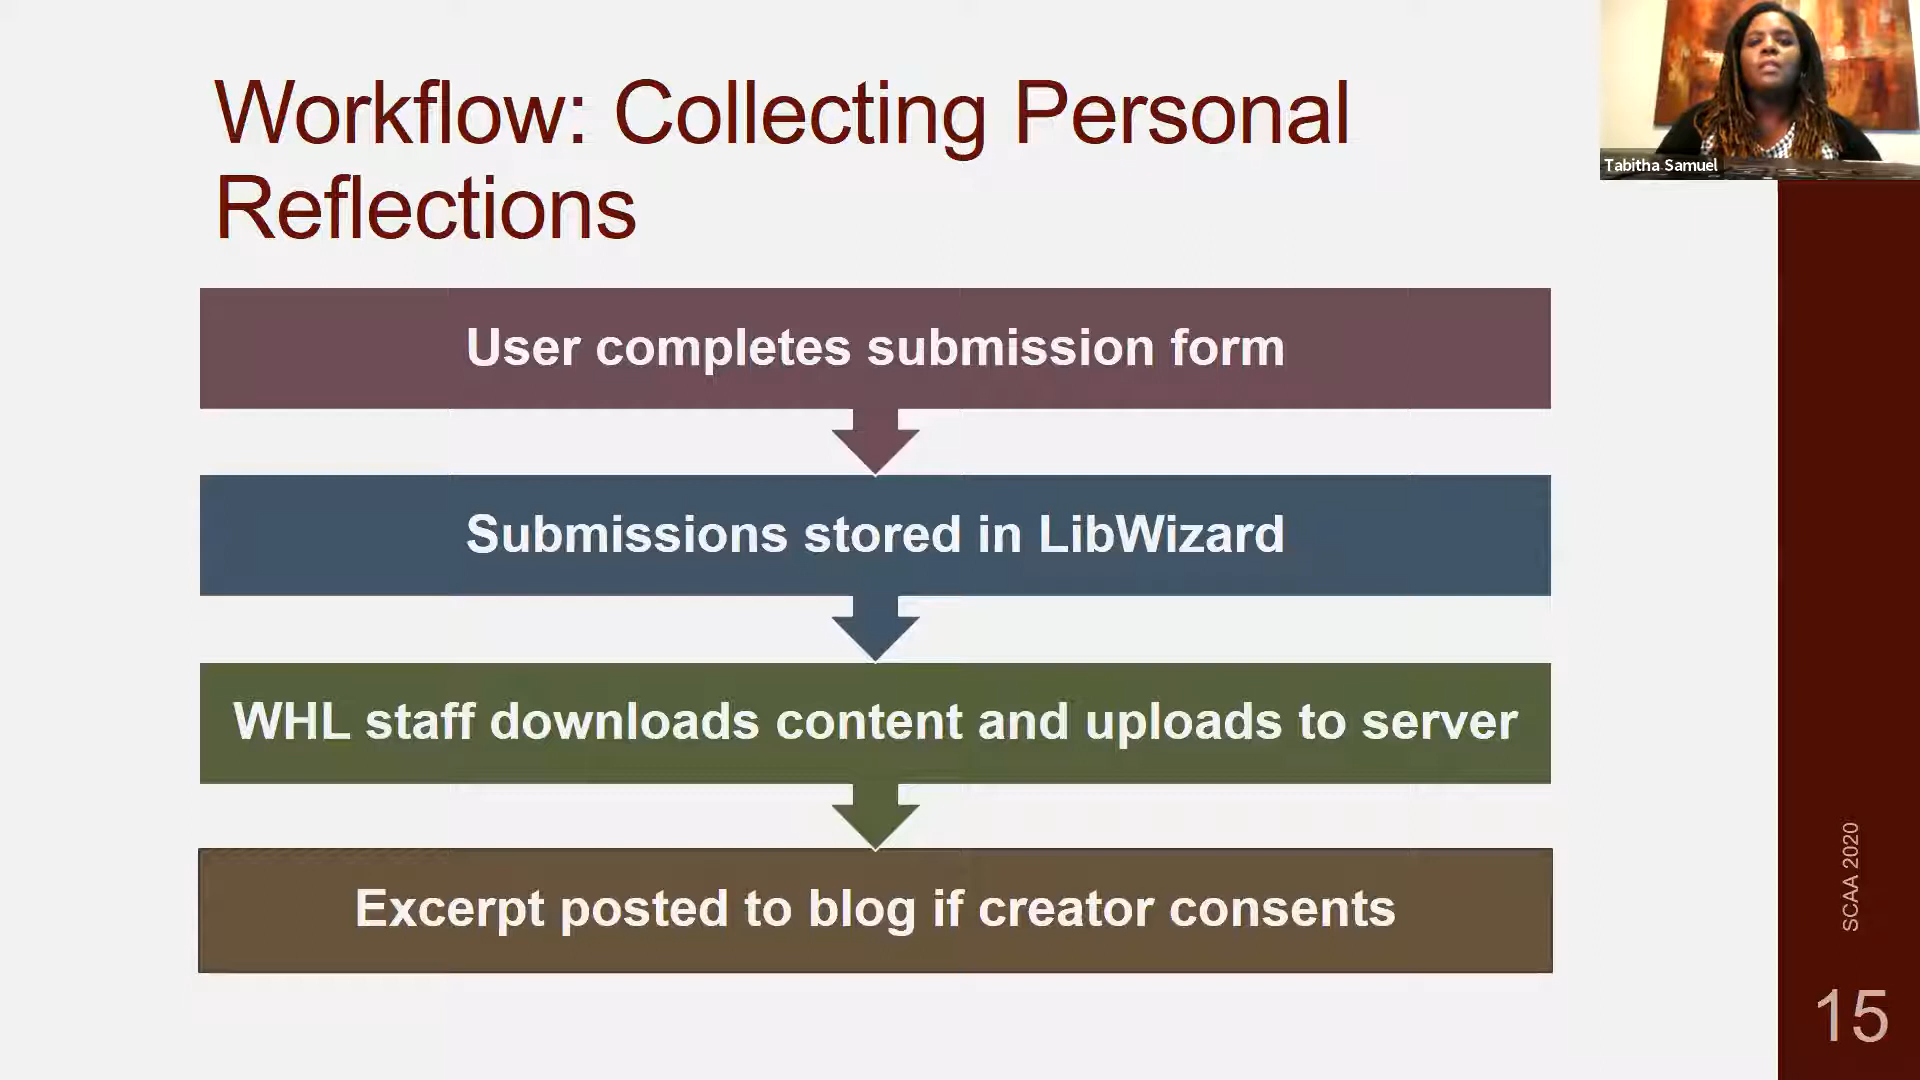 Workflow: Collecting Personal
Reflections
User completes submission form
Submissions stored in LibWizard
WHL staff downloads content and uploads to server
Excerpt posted to blog if creator consents
Tabitha Samuel
SCAA 2020
15